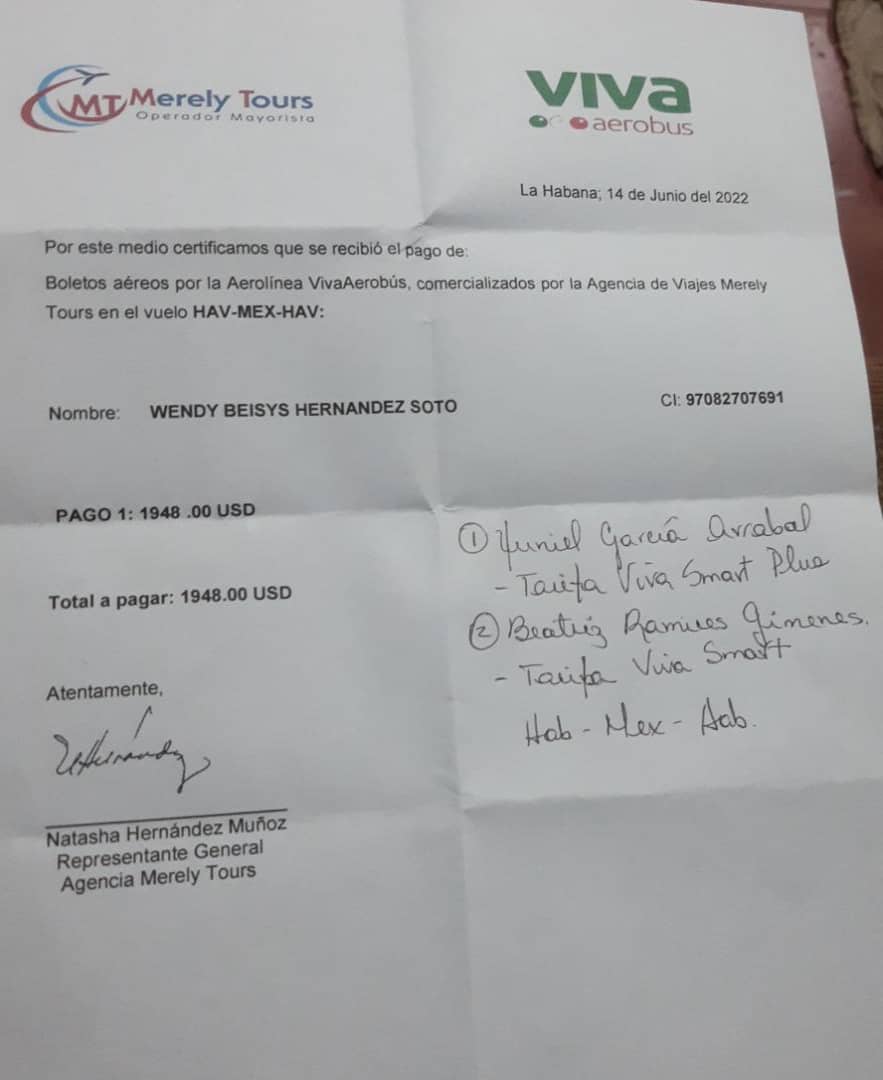 MT Merely Tours
Operador Mayorista
VIVA
aerobus
La Habana; 14 de Junio del 2022
Por este medio certificamos que se recibió el pago de:
Boletos aéreos por la Aerolínea VivaAerobús, comercializados por la Agencia de Viajes Merely
Tours en el vuelo HAV-MEX-HAV:
Nombre: WENDY BEISYS HERNANDEZ SOTO CI: 97082707691
PAGO 1: 1948 .00 USD
Total a pagar: 1948.00 USD
① Yuniel García Arrabal
- Tarifa Viva Smart Plus
② Beatriz Ramires Gimenes.
- Tarifa Viva Smart
Hab - Mex - Hab.
Atentamente,
Natasha Hernández Muñoz
Representante General
Agencia Merely Tours